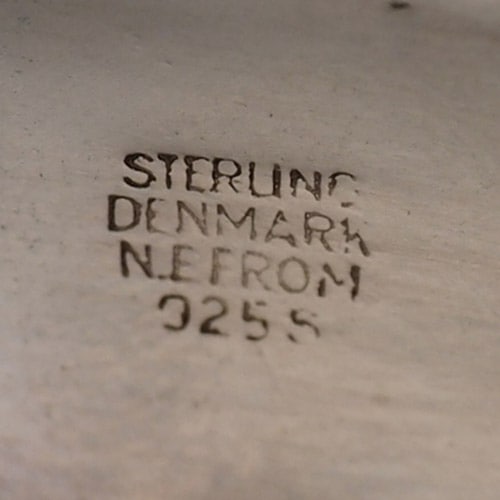 STERLING
DENMARK
N.E FROM
925 S